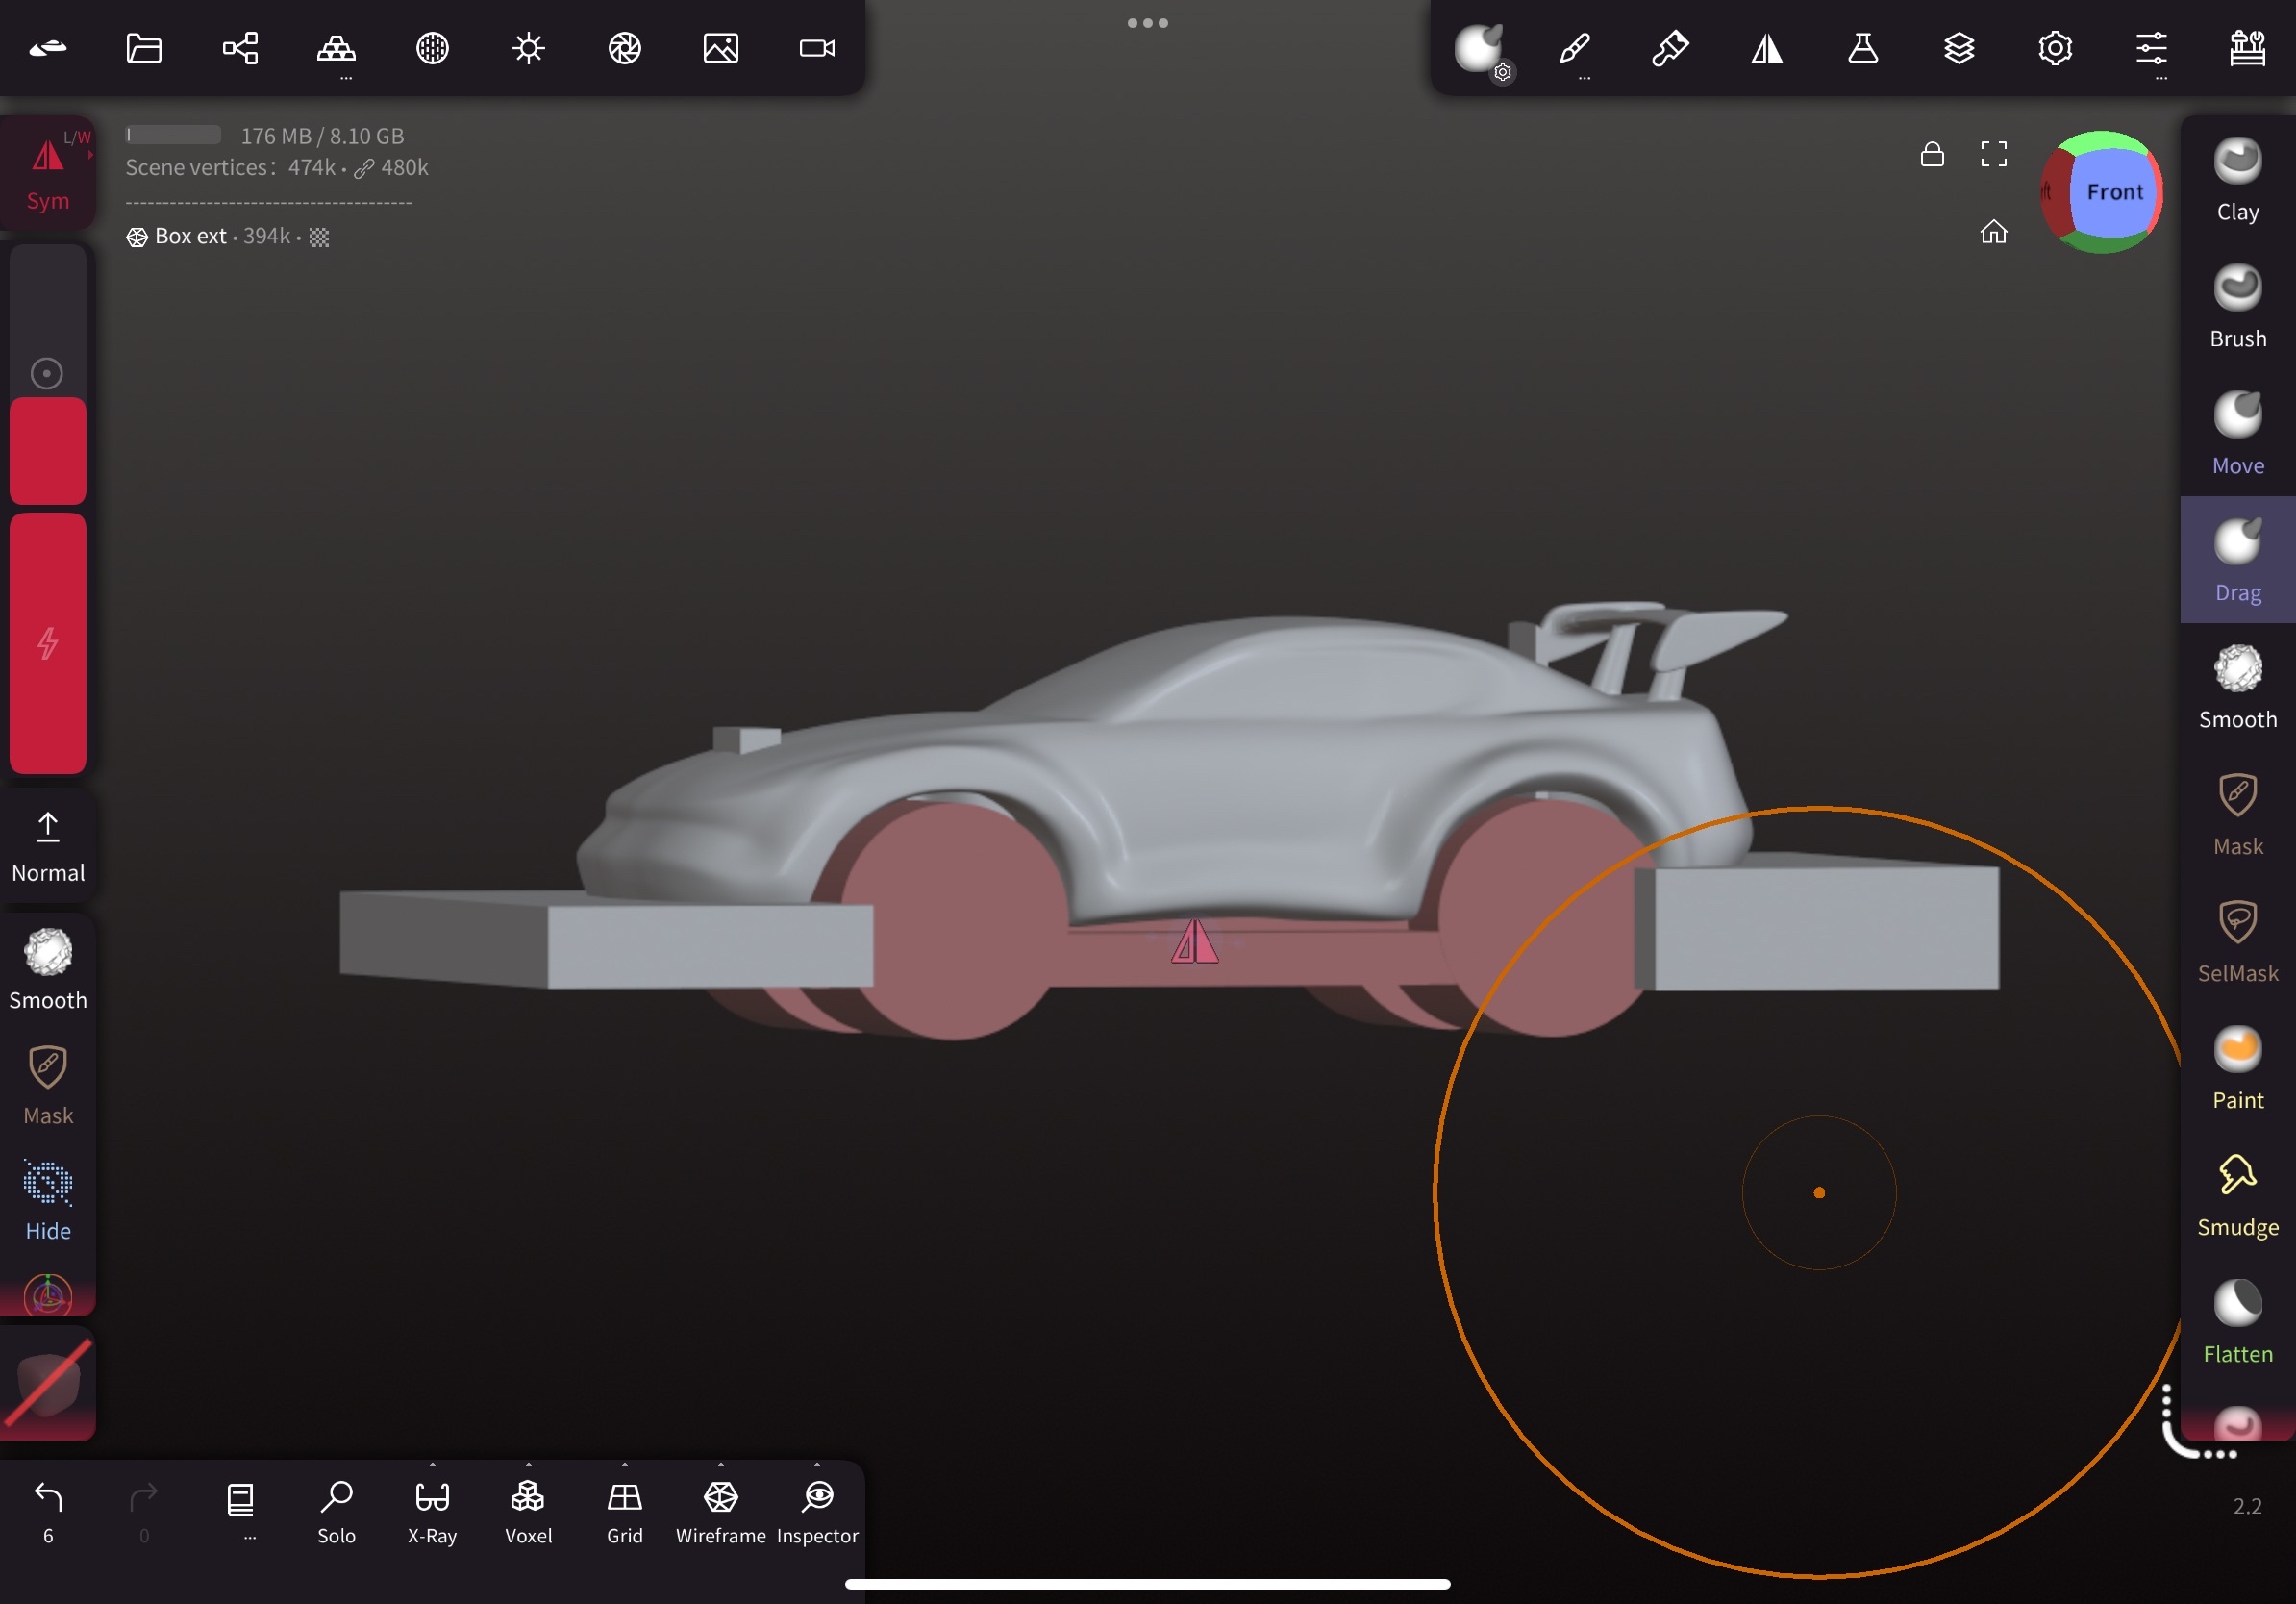 L/W
Sym
176 MB / 8.10 GB
Scene vertices: 474k • 480k
---------------------------------------
Box ext • 394k •
Front
Clay
Brush
Move
Drag
Smooth
Mask
SelMask
Paint
Smudge
Flatten
Normal
Smooth
Mask
Hide
6
0
...
Solo
X-Ray
Voxel
Grid
Wireframe
Inspector
2.2